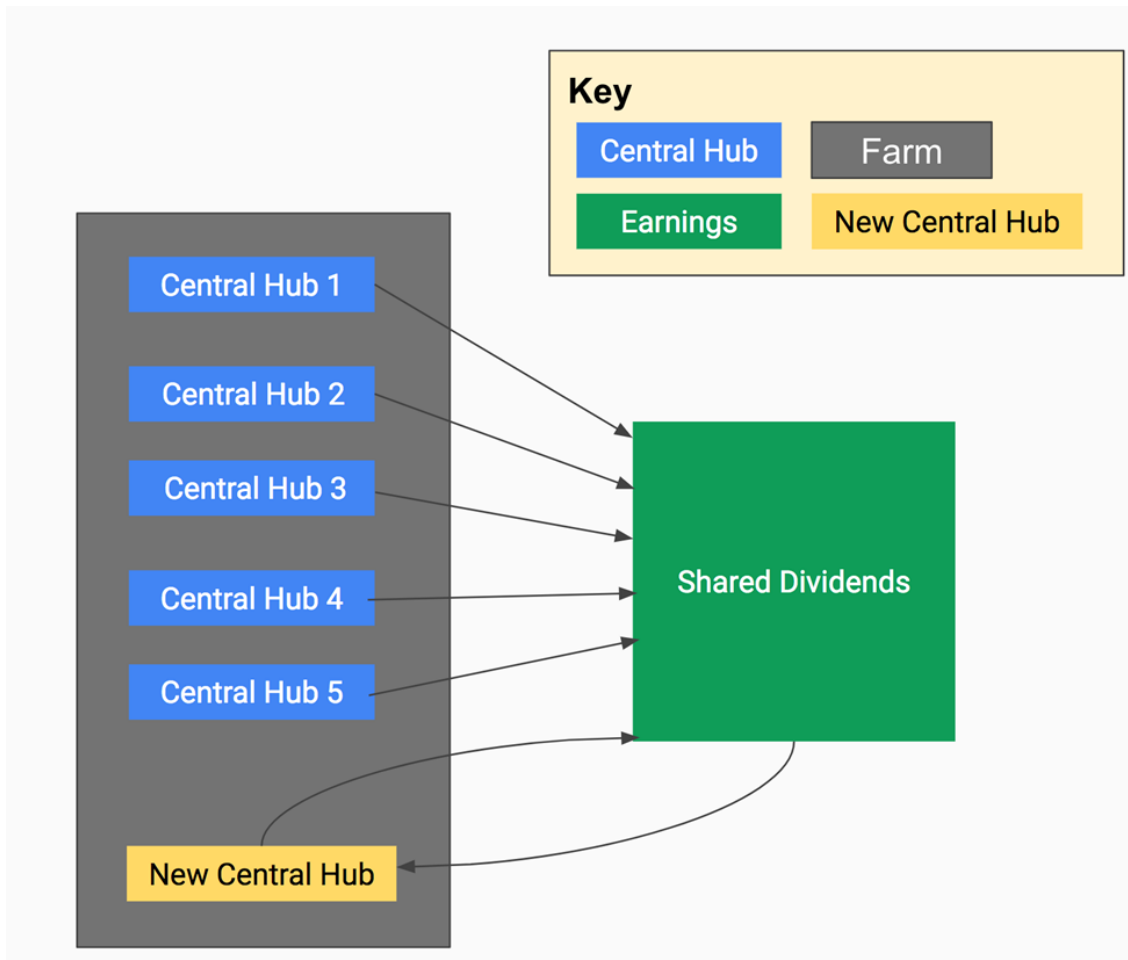 Key
Central Hub
Farm
Earnings
New Central Hub
Central Hub 1
Central Hub 2
Central Hub 3
Central Hub 4
Central Hub 5
New Central Hub
Shared Dividends